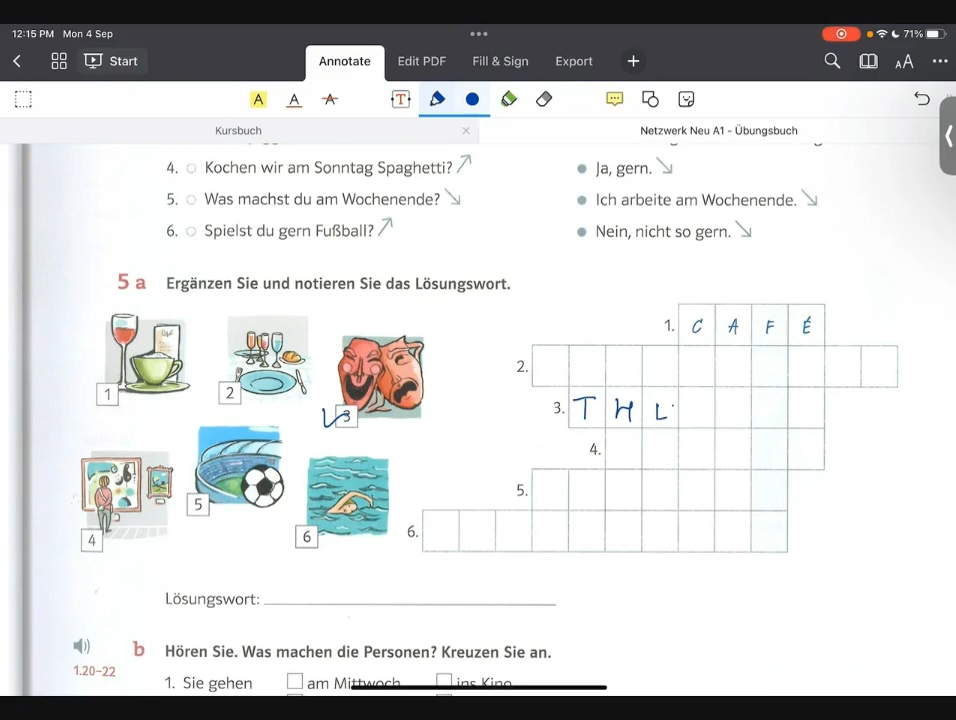 12:15 PM Mon 4 Sep
71%
Start
Annotate
Edit PDF
Fill & Sign
Export
Kursbuch
Netzwerk Neu A1 - Übungsbuch
4. Kochen wir am Sonntag Spaghetti? Ja, gern.
5. Was machst du am Wochenende? Ich arbeite am Wochenende.
6. Spielst du gern Fußball? Nein, nicht so gern.
5 a Ergänzen Sie und notieren Sie das Lösungswort.
1. C A F É
2.
3. T H L
4.
5.
6.
1
2
3
4
5
6
Lösungswort:
b Hören Sie. Was machen die Personen? Kreuzen Sie an.
1.20–22
1. Sie gehen am Mittwoch ins Kino